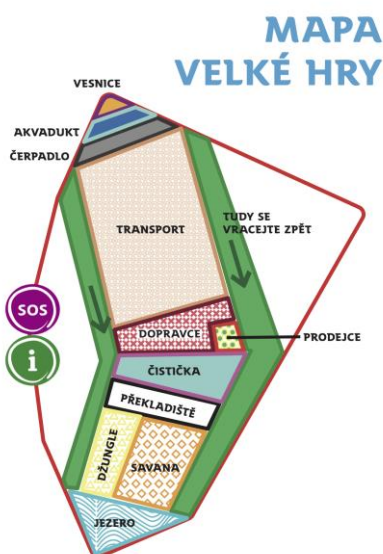 MAPA
VELKÉ HRY
VESNICE
AKVADUKT
ČERPADLO
TRANSPORT
TUDY SE
VRACEJTE ZPĚT
SOS
i
DOPRAVCE
PRODEJCE
ČISTIČKA
PŘEKLADIŠTĚ
DŽUNGLE
SAVANA
JEZERO